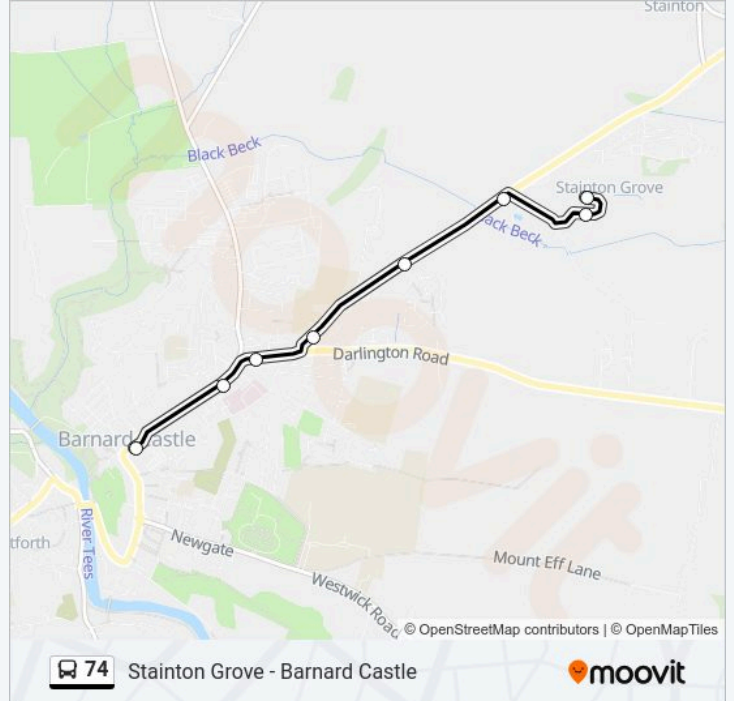 Stainton
Black Beck
Stainton Grove
ack Beck
Darlington Road
Barnard Castle
River Tees
tforth
Newgate
Mount Eff Lane
Westwick Road
© OpenStreetMap contributors | © OpenMapTiles
74 Stainton Grove - Barnard Castle
moovit